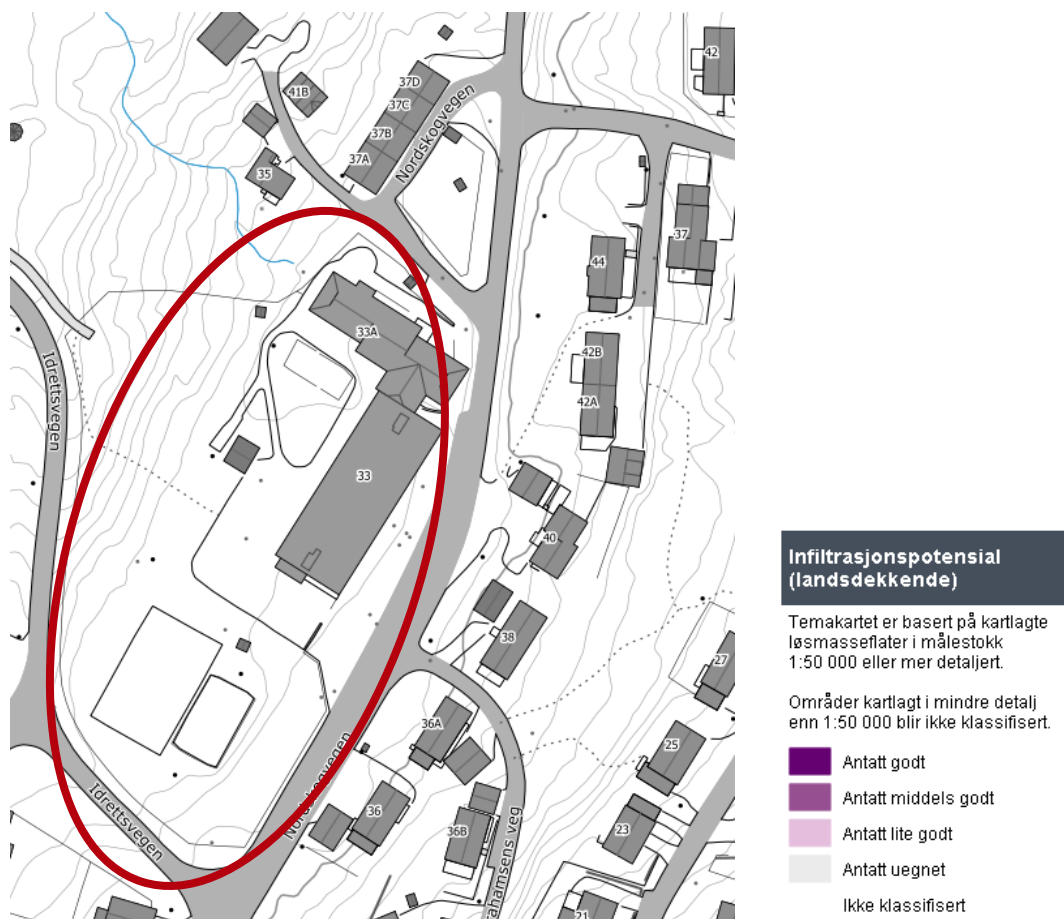 42
37D
37C
37B
37A
Nordskogvegen
41B
35
37
44
33A
42B
42A
Idrettsvegen
33
40
38
27
36A
25
Idrettsvegen
Nordskogvegen
36
36B
23
ahamsens veg
21
Infiltrasjonspotensial
(landsdekkende)
Temakartet er basert på kartlagte
løsmasseflater i målestokk
1:50 000 eller mer detaljert.
Områder kartlagt i mindre detalj
enn 1:50 000 blir ikke klassifisert.
Antatt godt
Antatt middels godt
Antatt lite godt
Antatt uegnet
Ikke klassifisert